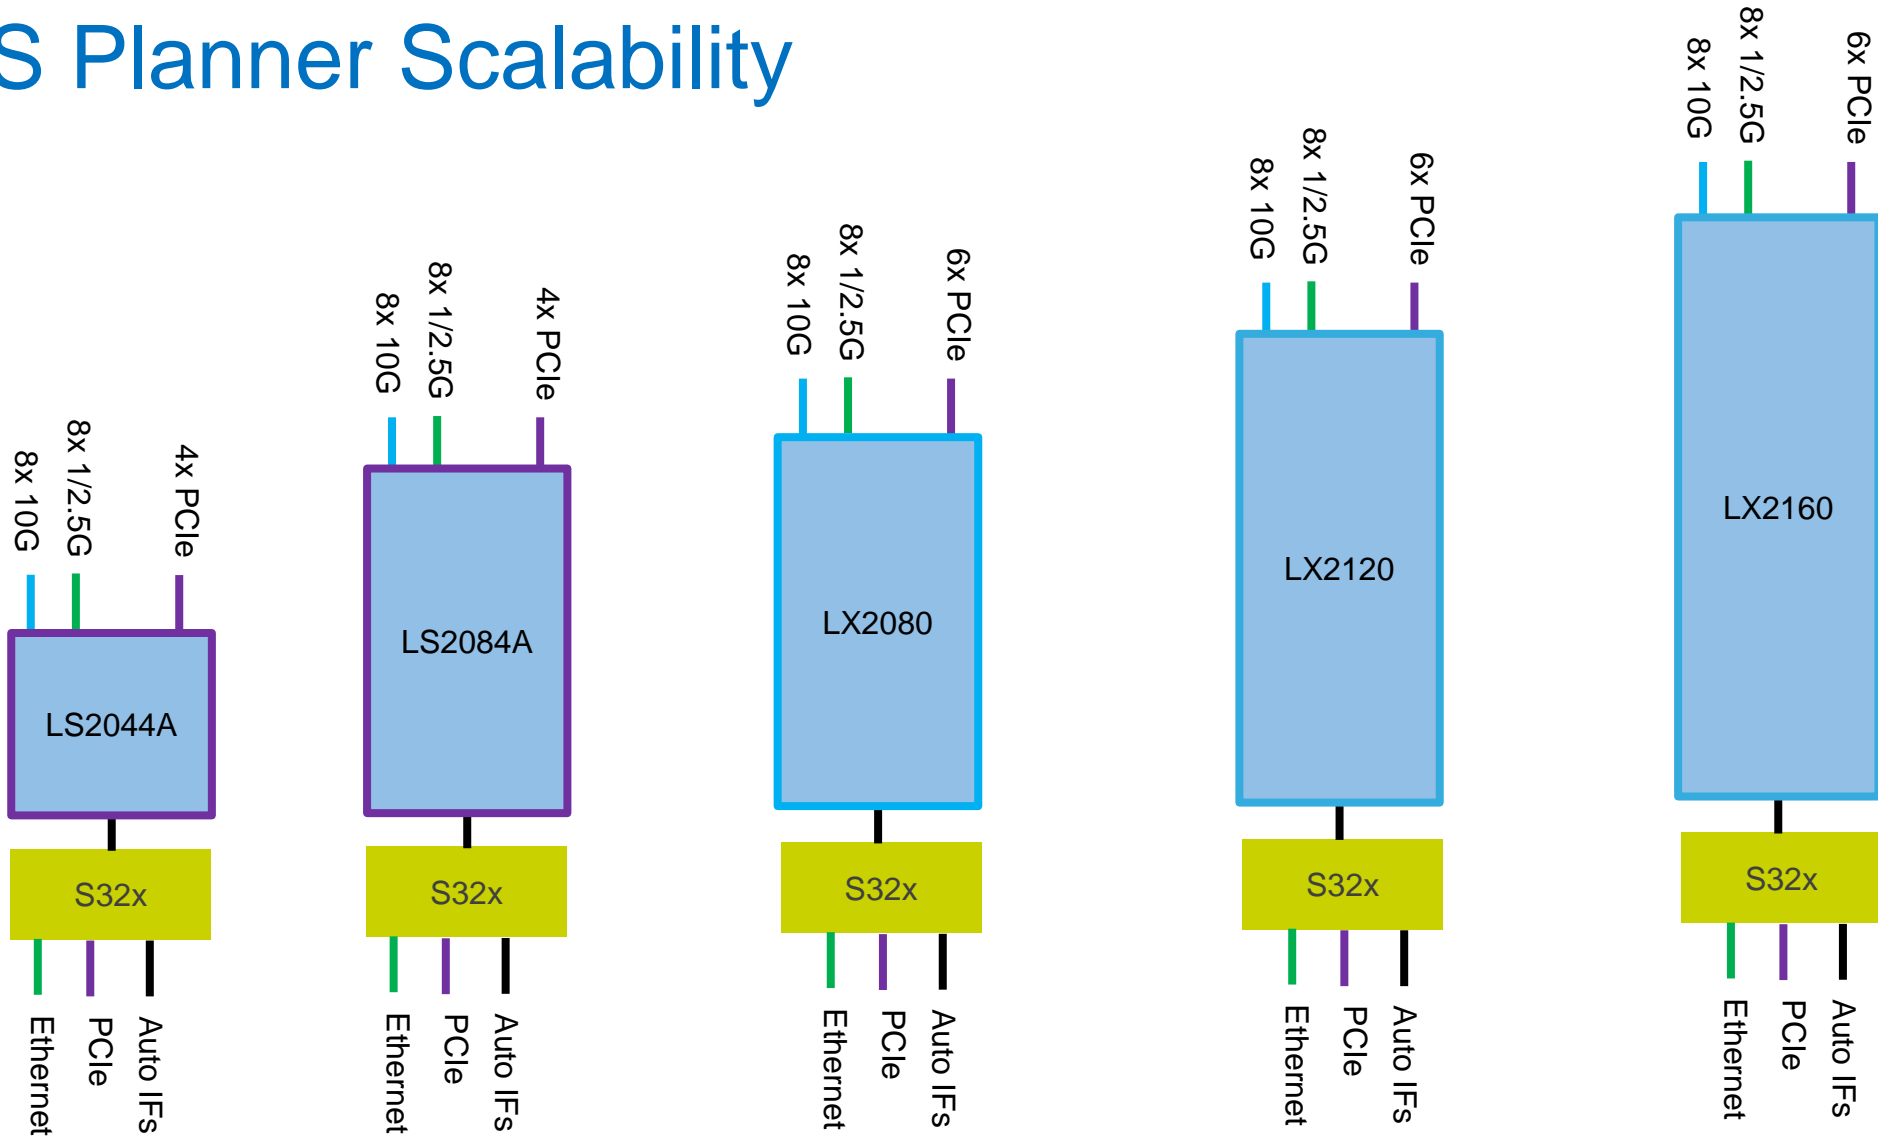 S Planner Scalability
8x 10G
8x 1/2.5G
4x PCIe
LS2044A
S32x
Ethernet
PCIe
Auto IFs
8x 10G
8x 1/2.5G
4x PCIe
LS2084A
S32x
Ethernet
PCIe
Auto IFs
8x 10G
8x 1/2.5G
6x PCIe
LX2080
S32x
Ethernet
PCIe
Auto IFs
8x 10G
8x 1/2.5G
6x PCIe
LX2120
S32x
Ethernet
PCIe
Auto IFs
8x 10G
8x 1/2.5G
6x PCIe
LX2160
S32x
Ethernet
PCIe
Auto IFs